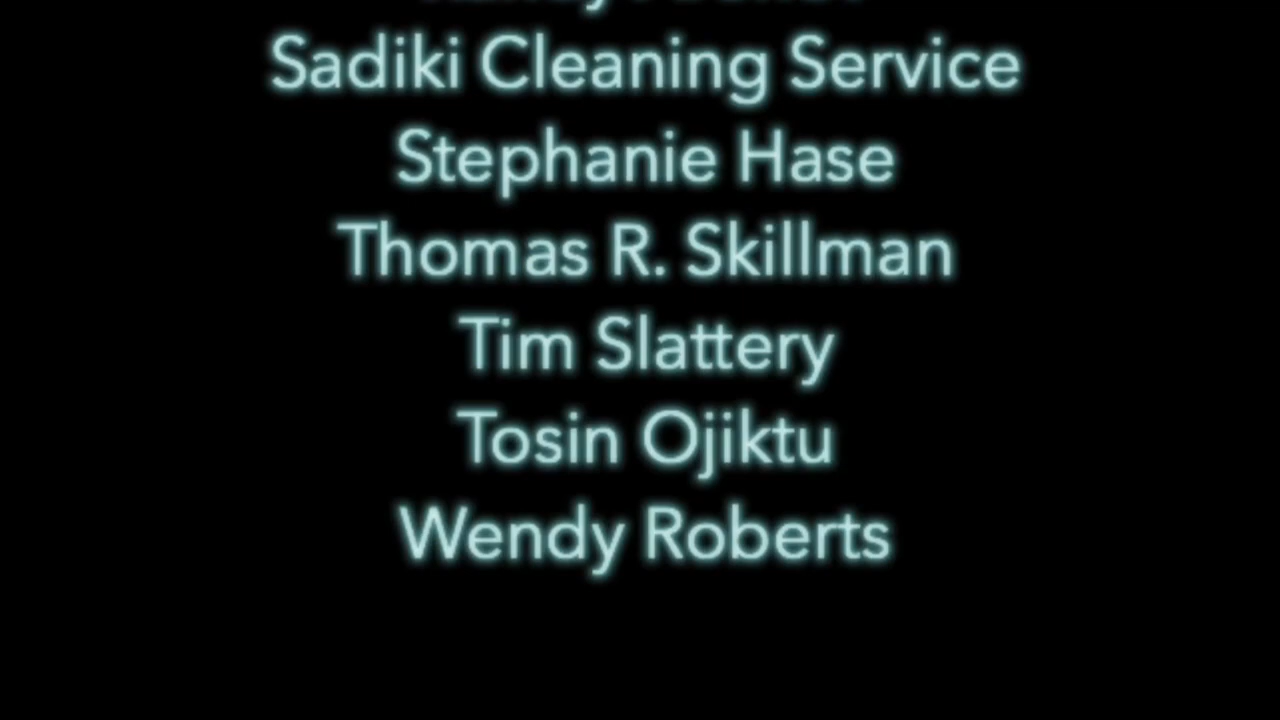 Sadiki Cleaning Service
Stephanie Hase
Thomas R. Skillman
Tim Slattery
Tosin Ojiktu
Wendy Roberts